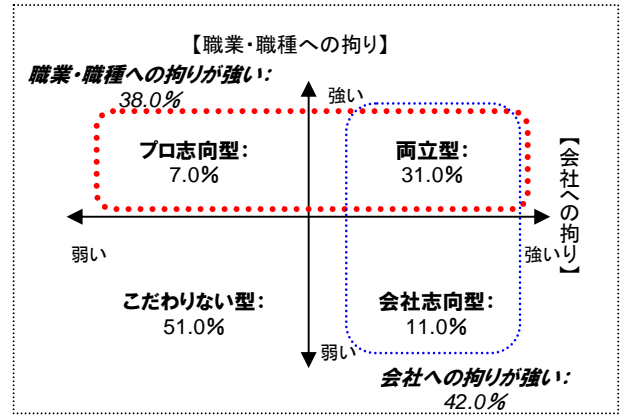 【職業・職種への拘り】
職業・職種への拘りが強い:
38.0%
強い
プロ志向型:
7.0%
両立型:
31.0%
【会社への拘り】
弱い
強いり
こだわりない型:
51.0%
会社志向型:
11.0%
弱い
会社への拘りが強い:
42.0%